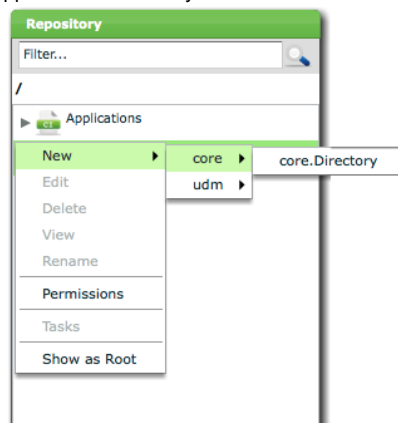 Repository
Filter...
/
Applications
New core core.Directory
Edit udm
Delete
View
Rename
Permissions
Tasks
Show as Root